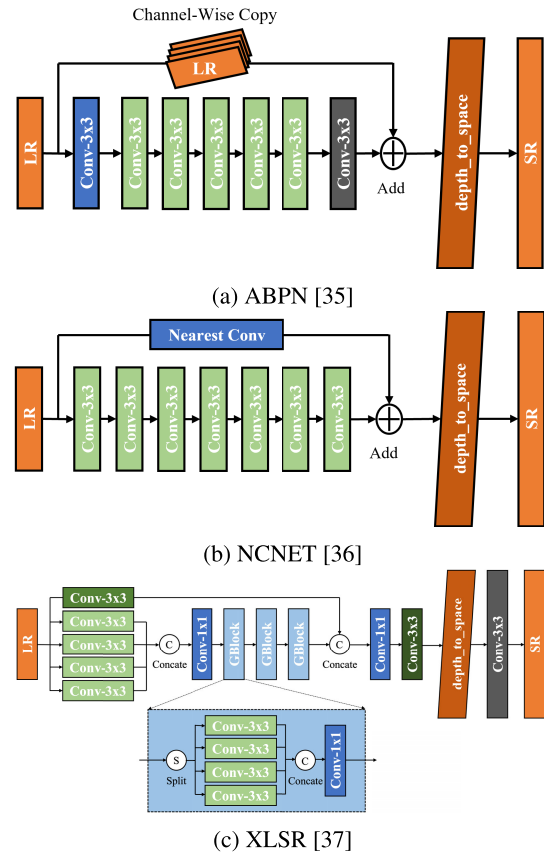 Channel-Wise Copy
LR
LR
Conv-3x3
Conv-3x3
Conv-3x3
Conv-3x3
Conv-3x3
Conv-3x3
Conv-3x3
Add
depth_to_space
SR
(a) ABPN [35]
Nearest Conv
LR
Conv-3x3
Conv-3x3
Conv-3x3
Conv-3x3
Conv-3x3
Conv-3x3
Conv-3x3
Add
depth_to_space
SR
(b) NCNET [36]
LR
Conv-3x3
Conv-3x3
Conv-3x3
Conv-3x3
Conv-3x3
C
Concate
Conv-1x1
GBlock
GBlock
GBlock
C
Concate
Conv-1x1
Conv-3x3
depth_to_space
Conv-3x3
SR
S
Split
Conv-3x3
Conv-3x3
Conv-3x3
Conv-3x3
C
Concate
Conv-1x1
(c) XLSR [37]